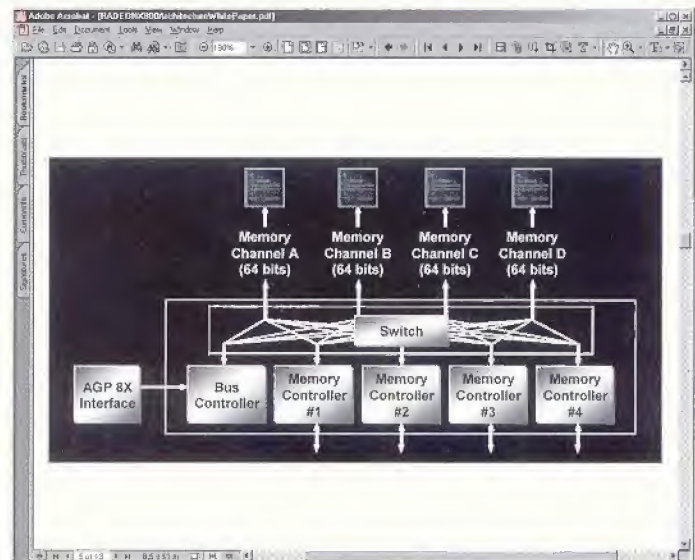 Adobe Acrobat - [RADEONX800ArchitectureWhitePaper.pdf]
File Edit Document Tools View Window Help
Bookmarks
Thumbnails
Comments
Signatures
Memory Channel A (64 bits)
Memory Channel B (64 bits)
Memory Channel C (64 bits)
Memory Channel D (64 bits)
Switch
AGP 8X Interface
Bus Controller
Memory Controller #1
Memory Controller #2
Memory Controller #3
Memory Controller #4